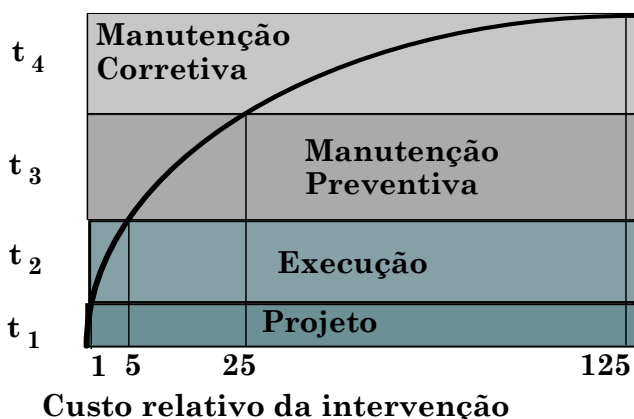 t 4
Manutenção
Corretiva
t 3
Manutenção
Preventiva
t 2
Execução
t 1
Projeto
1 5 25 125
Custo relativo da intervenção